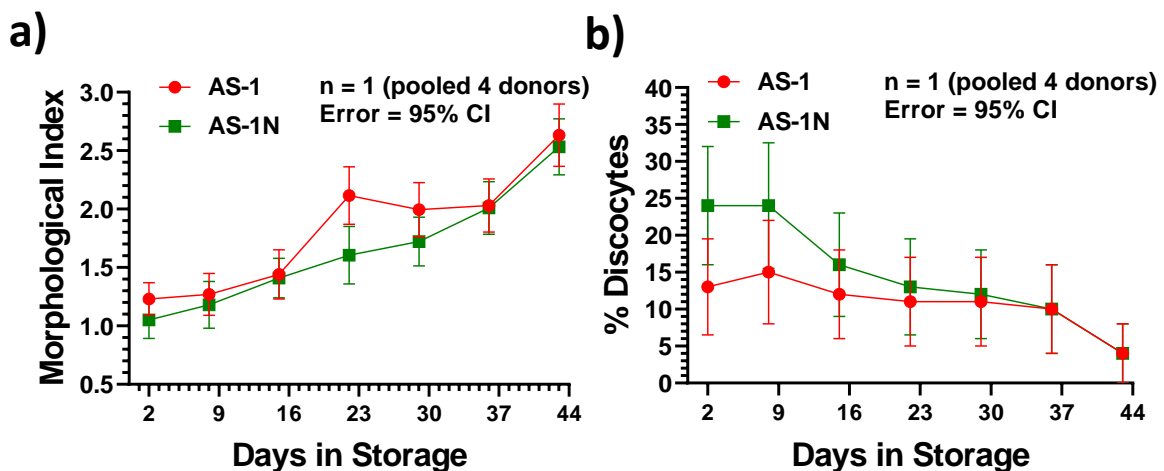 a)
AS-1
AS-1N
n = 1 (pooled 4 donors)
Error = 95% CI
Morphological Index
3.0
2.5
2.0
1.5
1.0
0.5
2 9 16 23 30 37 44
Days in Storage
b)
AS-1
AS-1N
n = 1 (pooled 4 donors)
Error = 95% CI
% Discocytes
40
35
30
25
20
15
10
5
0
2 9 16 23 30 37 44
Days in Storage